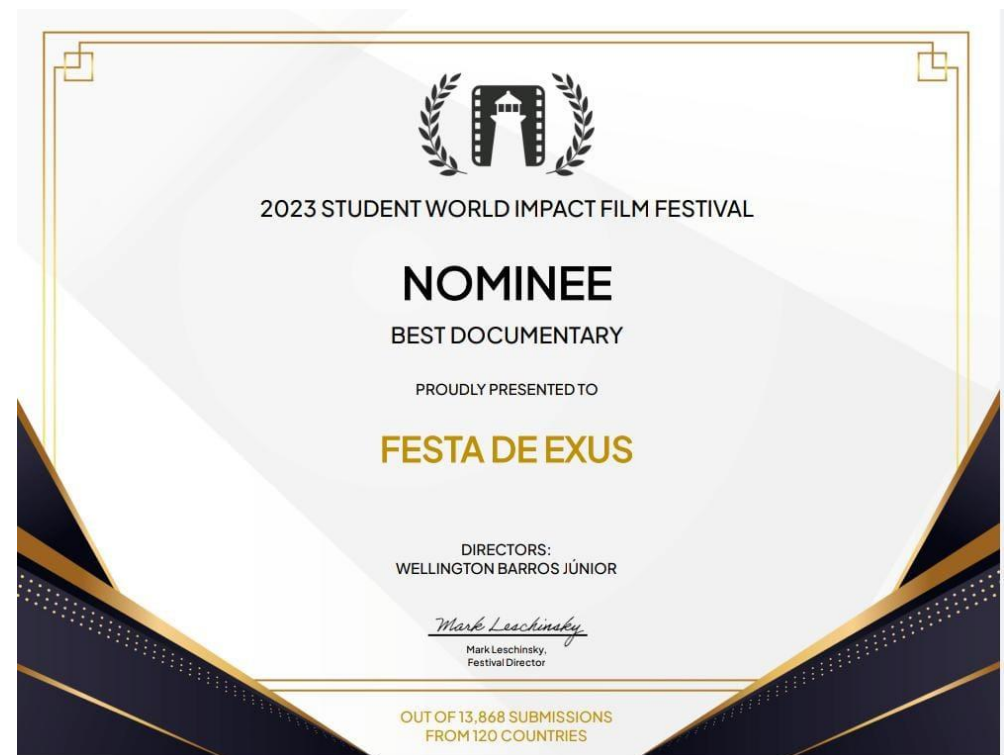 2023 STUDENT WORLD IMPACT FILM FESTIVAL
NOMINEE
BEST DOCUMENTARY
PROUDLY PRESENTED TO
FESTA DE EXUS
DIRECTORS:
WELLINGTON BARROS JÚNIOR
Mark Leschinsky
Mark Leschinsky,
Festival Director
OUT OF 13,868 SUBMISSIONS
FROM 120 COUNTRIES